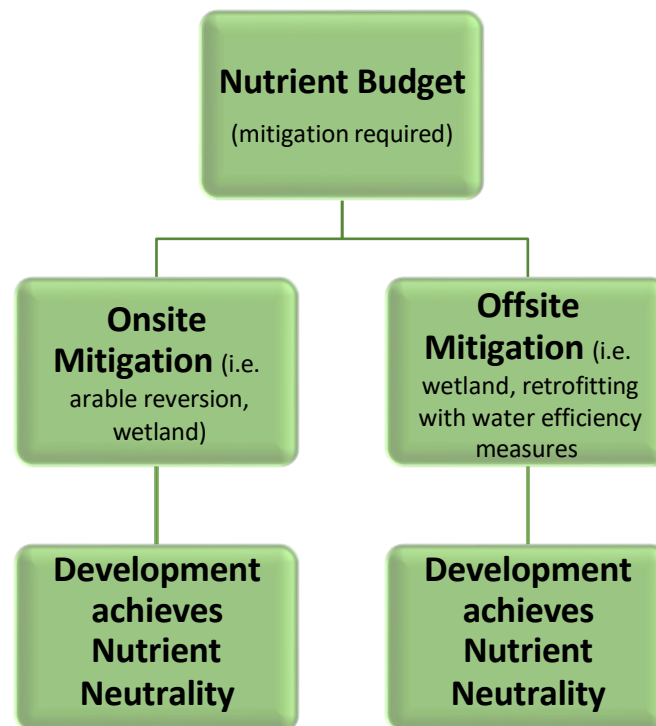 Nutrient Budget
(mitigation required)
Onsite
Mitigation (i.e.
arable reversion,
wetland)
Offsite
Mitigation (i.e.
wetland, retrofitting
with water efficiency
measures
Development
achieves
Nutrient
Neutrality
Development
achieves
Nutrient
Neutrality